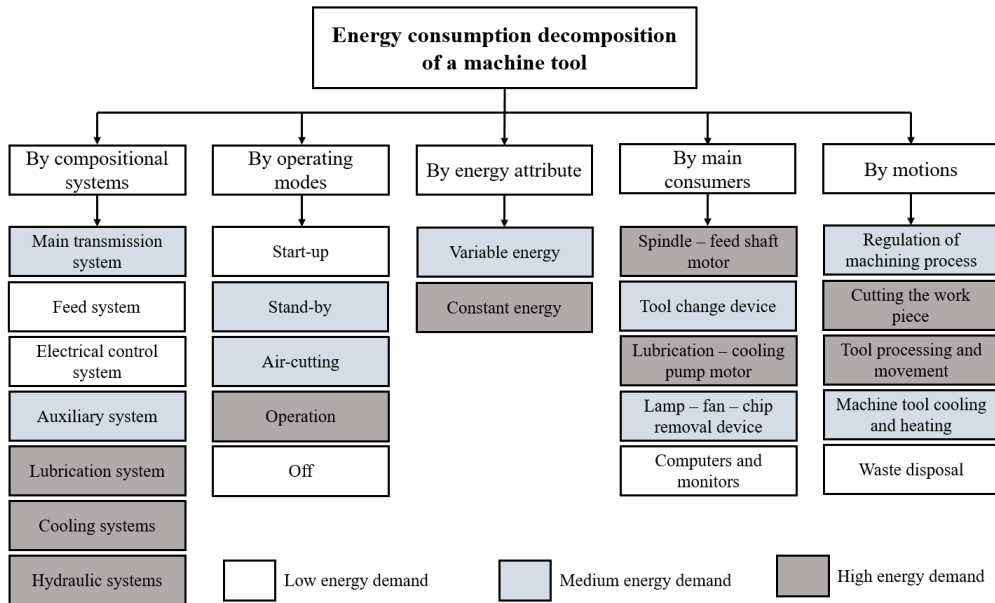 Energy consumption decomposition
of a machine tool
By compositional
systems
Main transmission
system
Feed system
Electrical control
system
Auxiliary system
Lubrication system
Cooling systems
Hydraulic systems
By operating
modes
Start-up
Stand-by
Air-cutting
Operation
Off
By energy attribute
Variable energy
Constant energy
By main
consumers
Spindle – feed shaft
motor
Tool change device
Lubrication – cooling
pump motor
Lamp – fan – chip
removal device
Computers and
monitors
By motions
Regulation of
machining process
Cutting the work
piece
Tool processing and
movement
Machine tool cooling
and heating
Waste disposal
Low energy demand
Medium energy demand
High energy demand